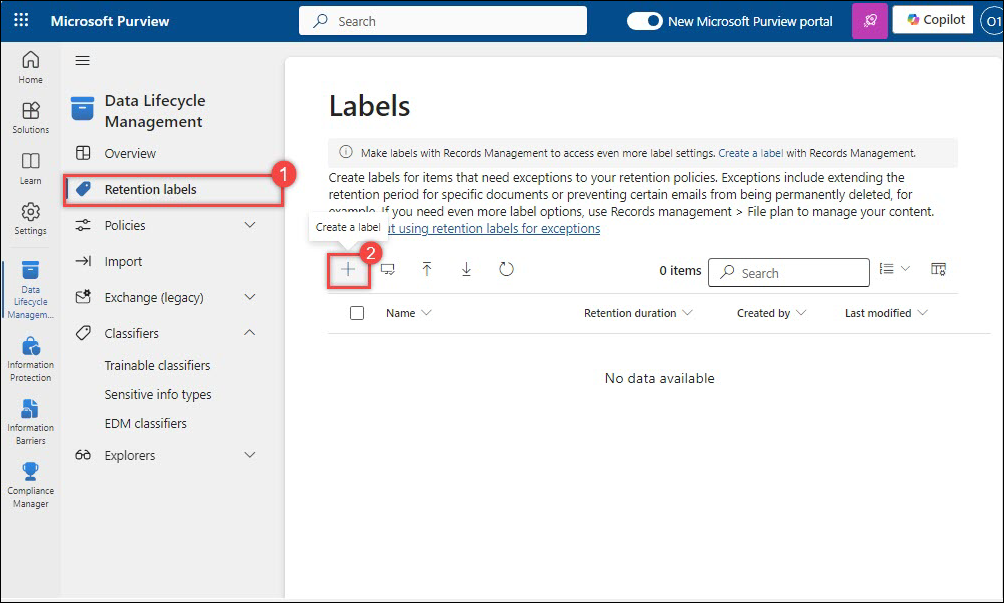 Microsoft Purview
Search
New Microsoft Purview portal
Copilot
Home
Solutions
Learn
Settings
Data
Lifecycle
Managem...
Information
Protection
Information
Barriers
Compliance
Manager
Data Lifecycle
Management
Overview
Retention labels
1
Policies
Import
Exchange (legacy)
Classifiers
Trainable classifiers
Sensitive info types
EDM classifiers
Explorers
Labels
Make labels with Records Management to access even more label settings. Create a label with Records Management.
Create labels for items that need exceptions to your retention policies. Exceptions include extending the
retention period for specific documents or preventing certain emails from being permanently deleted, for
example. If you need even more label options, use Records management > File plan to manage your content.
Create a label
using retention labels for exceptions
2
0 items
Search
Name
Retention duration
Created by
Last modified
No data available